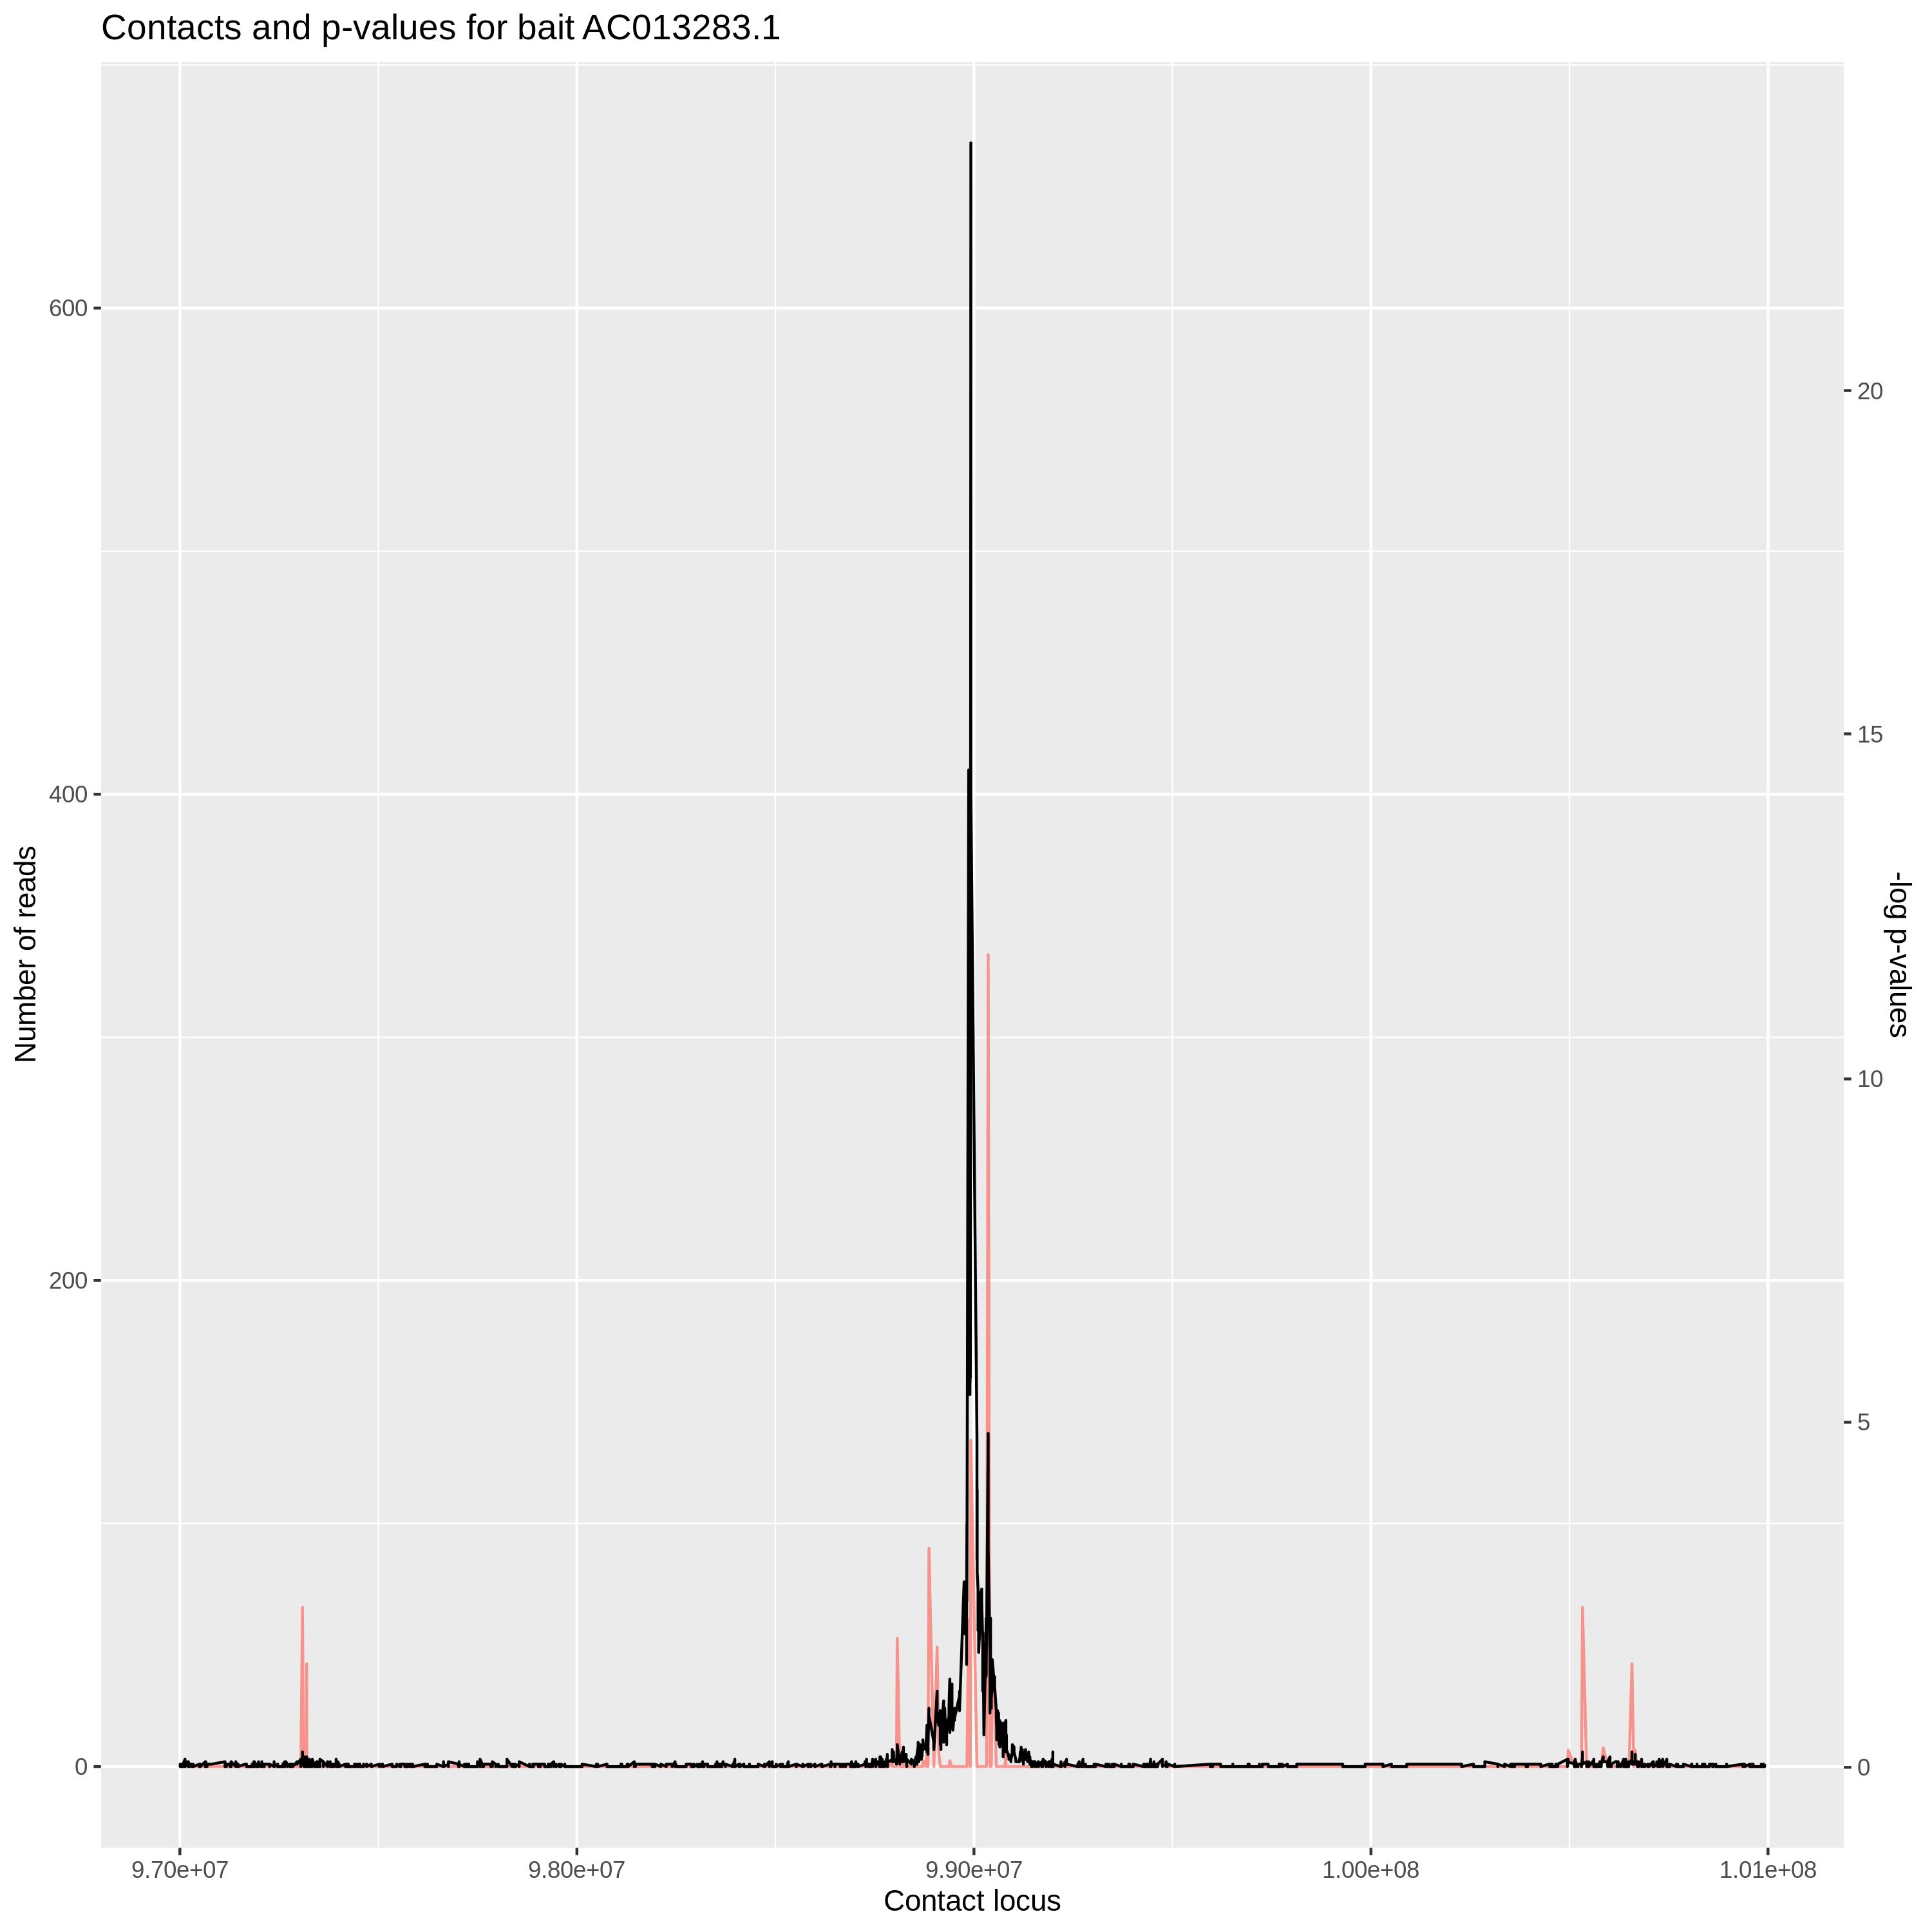 Contacts and p-values for bait AC013283.1
600
400
200
0
Number of reads
20
15
10
5
0
-log p-values
9.70e+07
9.80e+07
9.90e+07
1.00e+08
1.01e+08
Contact locus